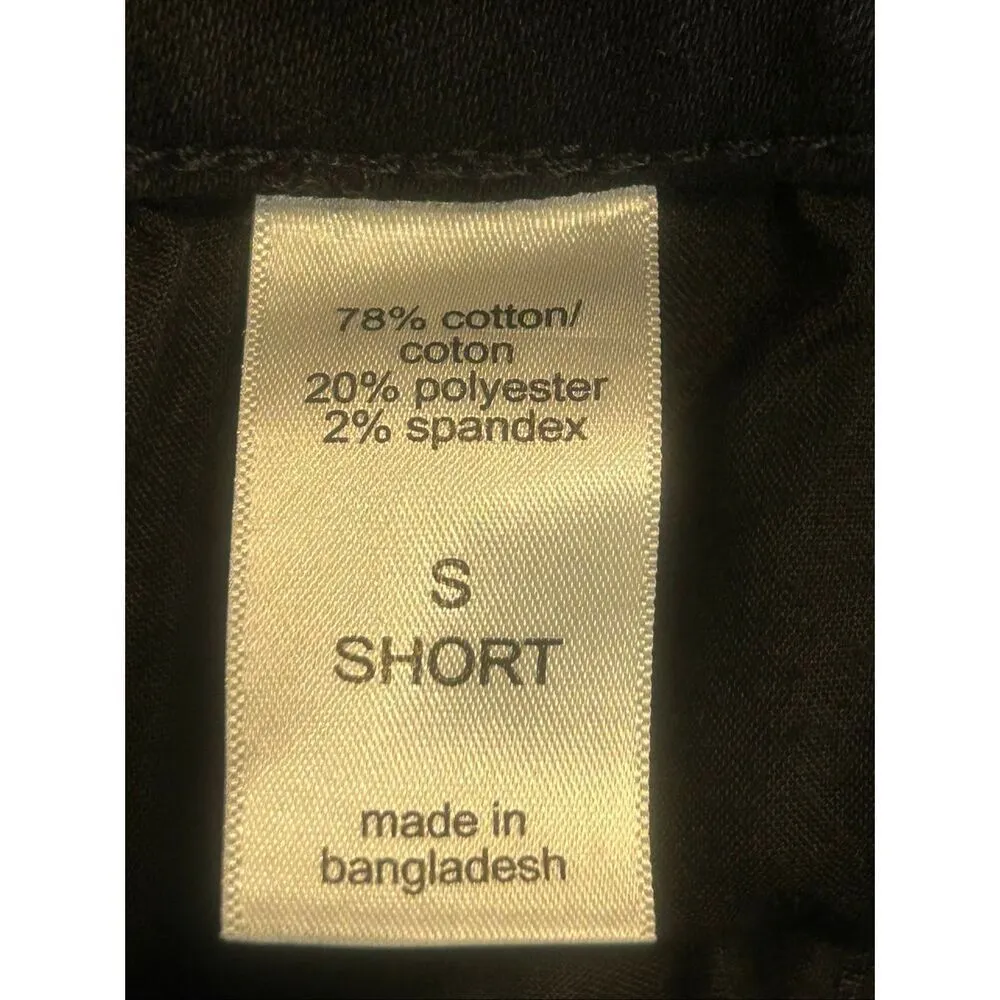 78% cotton/
coton
20% polyester
2% spandex
S
SHORT
made in
bangladesh